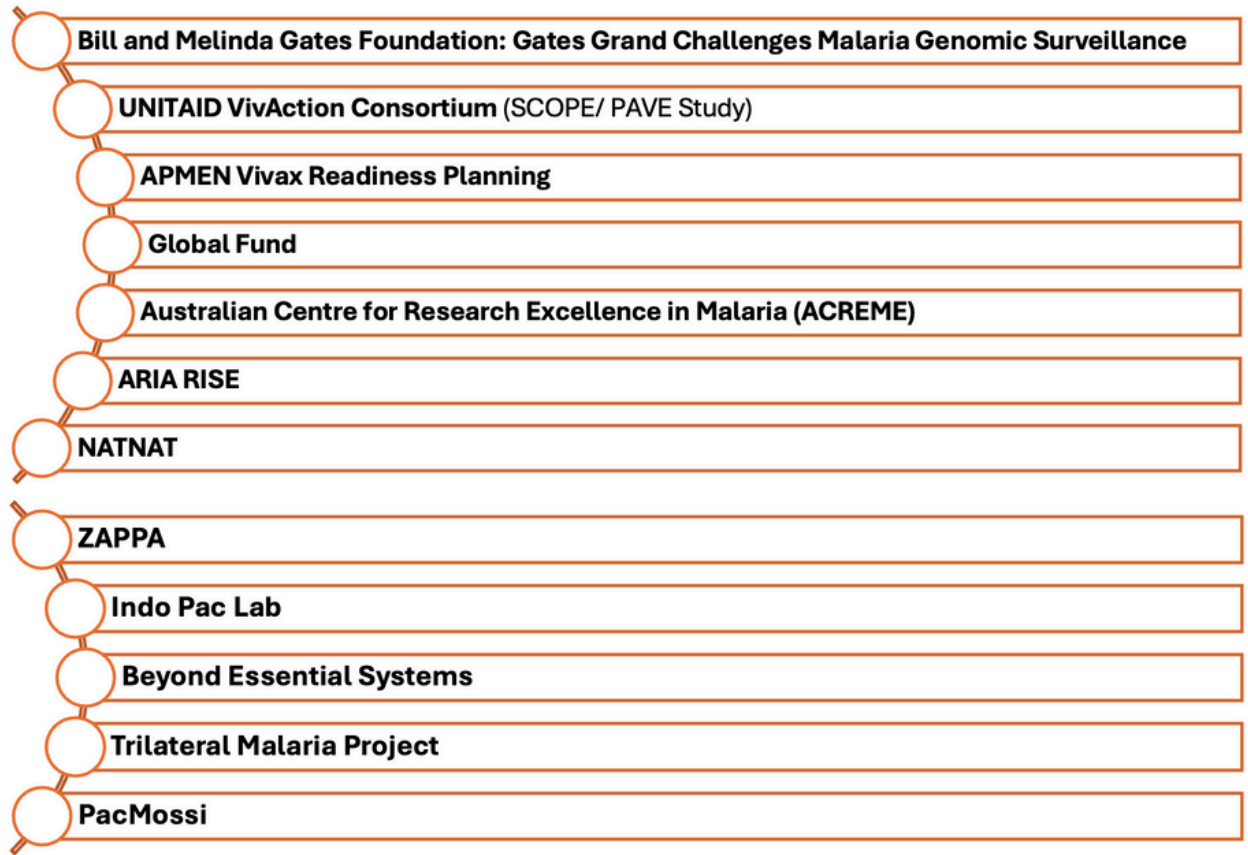 Bill and Melinda Gates Foundation: Gates Grand Challenges Malaria Genomic Surveillance
UNITAID VivAction Consortium (SCOPE/ PAVE Study)
APMEN Vivax Readiness Planning
Global Fund
Australian Centre for Research Excellence in Malaria (ACREME)
ARIA RISE
NATNAT
ZAPPA
Indo Pac Lab
Beyond Essential Systems
Trilateral Malaria Project
PacMossi